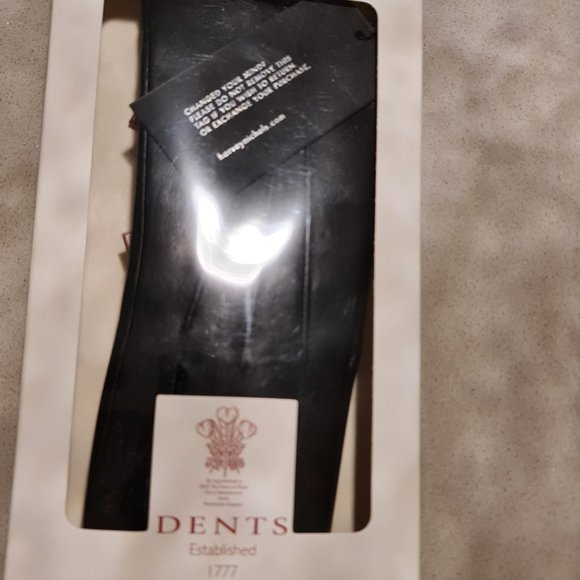 CHANGED YOUR MIND?
PLEASE DO NOT REMOVE THIS
TAG IF YOU WISH TO RETURN
OR EXCHANGE YOUR PURCHASE.
harveynichols.com
DENTS
Established
1777